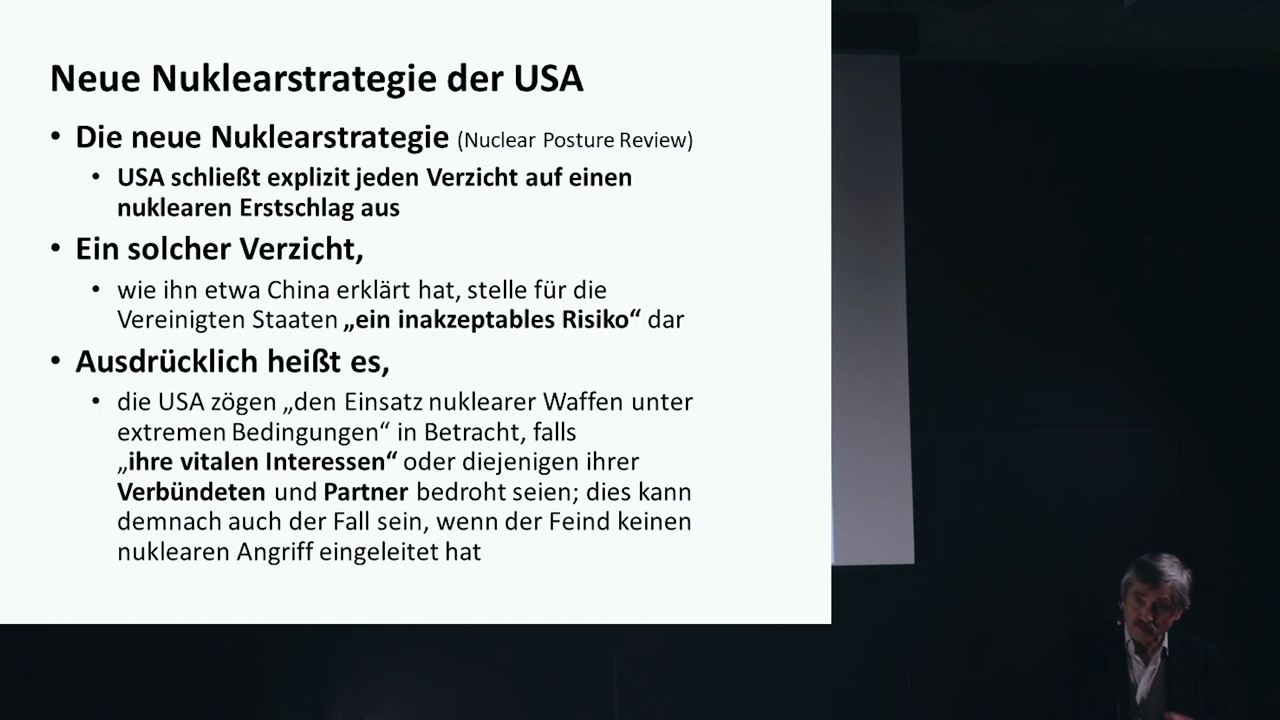 Neue Nuklearstrategie der USA
• Die neue Nuklearstrategie (Nuclear Posture Review)
• USA schließt explizit jeden Verzicht auf einen
nuklearen Erstschlag aus
• Ein solcher Verzicht,
• wie ihn etwa China erklärt hat, stelle für die
Vereinigten Staaten „ein inakzeptables Risiko“ dar
• Ausdrücklich heißt es,
• die USA zögen „den Einsatz nuklearer Waffen unter
extremen Bedingungen“ in Betracht, falls
„ihre vitalen Interessen“ oder diejenigen ihrer
Verbündeten und Partner bedroht seien; dies kann
demnach auch der Fall sein, wenn der Feind keinen
nuklearen Angriff eingeleitet hat